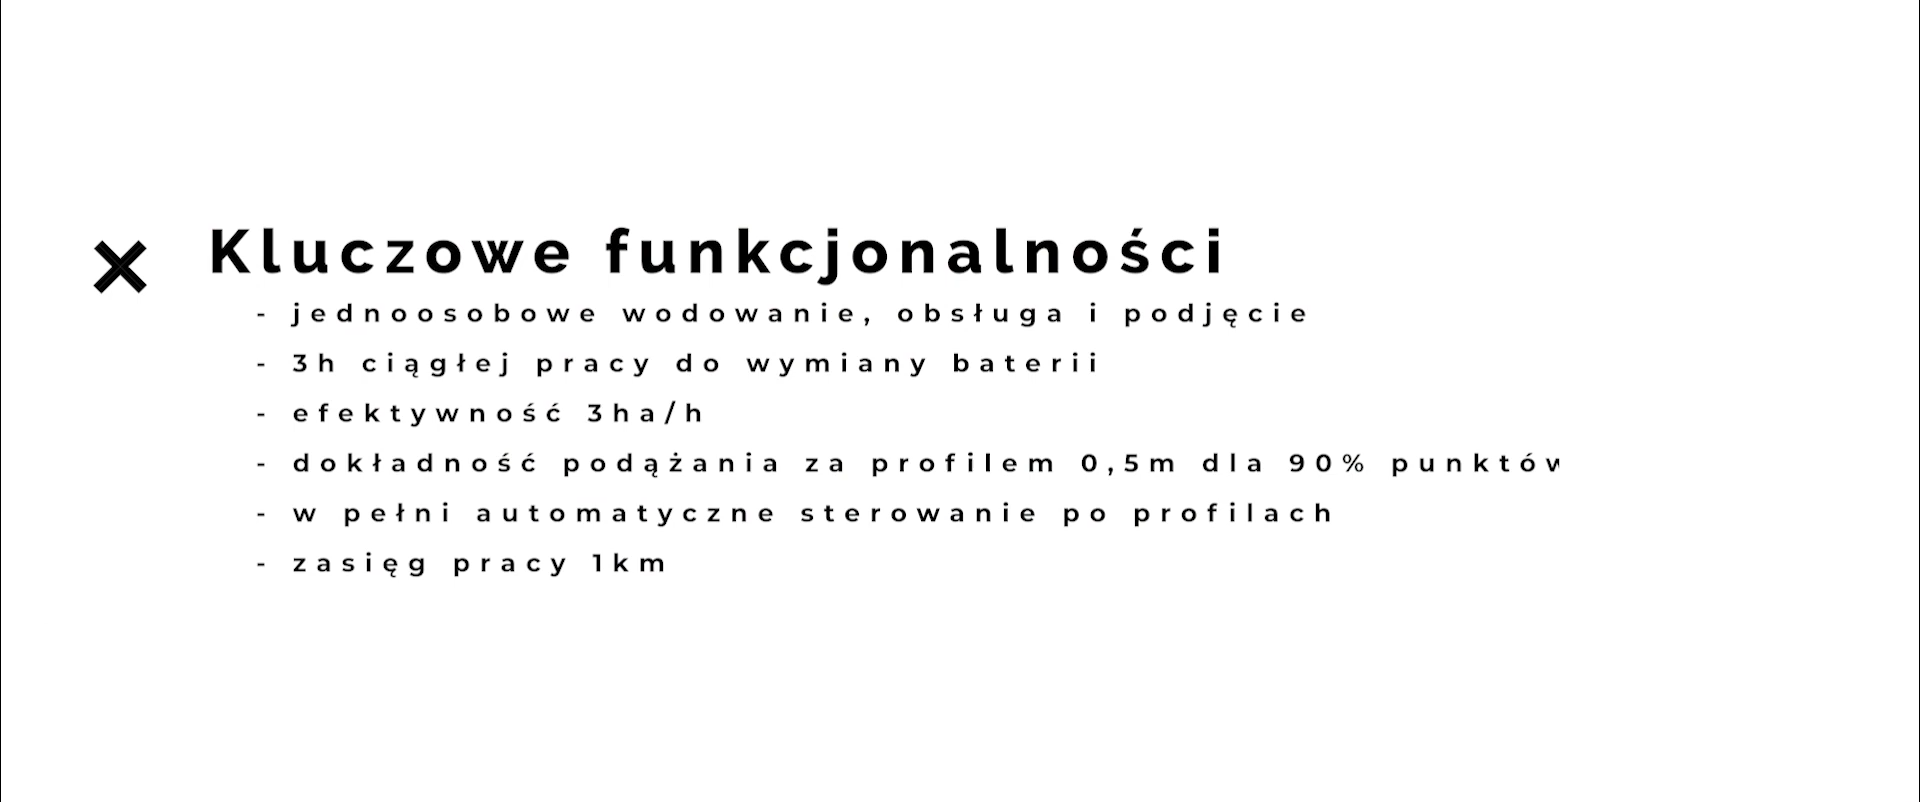 Kluczowe funkcjonalności
- jednoosobowe wodowanie, obsługa i podjęcie
- 3h ciągłej pracy do wymiany baterii
- efektywność 3ha/h
- dokładność podążania za profilem 0,5m dla 90% punktów
- w pełni automatyczne sterowanie po profilach
- zasięg pracy 1km